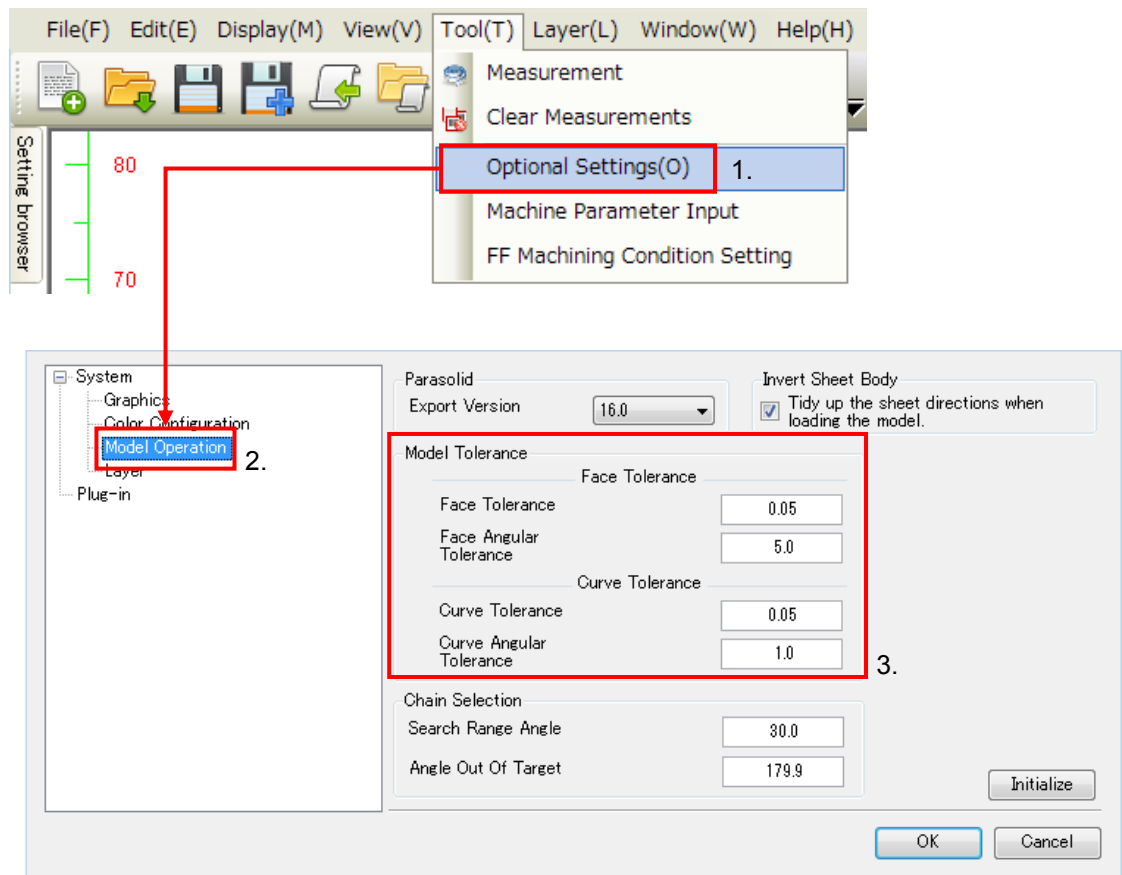 File(F) Edit(E) Display(M) View(V) Tool(T) Layer(L) Window(W) Help(H)
Measurement
Clear Measurements
Optional Settings(O) 1.
Machine Parameter Input
FF Machining Condition Setting
Setting browser
80
70
System
Graphics
Color Configuration
Model Operation 2.
Layer
Plug-in
Parasolid
Export Version 16.0
Invert Sheet Body
Tidy up the sheet directions when
loading the model.
Model Tolerance
Face Tolerance
Face Tolerance 0.05
Face Angular
Tolerance 5.0
Curve Tolerance
Curve Tolerance 0.05
Curve Angular
Tolerance 1.0
3.
Chain Selection
Search Range Angle 30.0
Angle Out Of Target 179.9
Initialize
OK Cancel